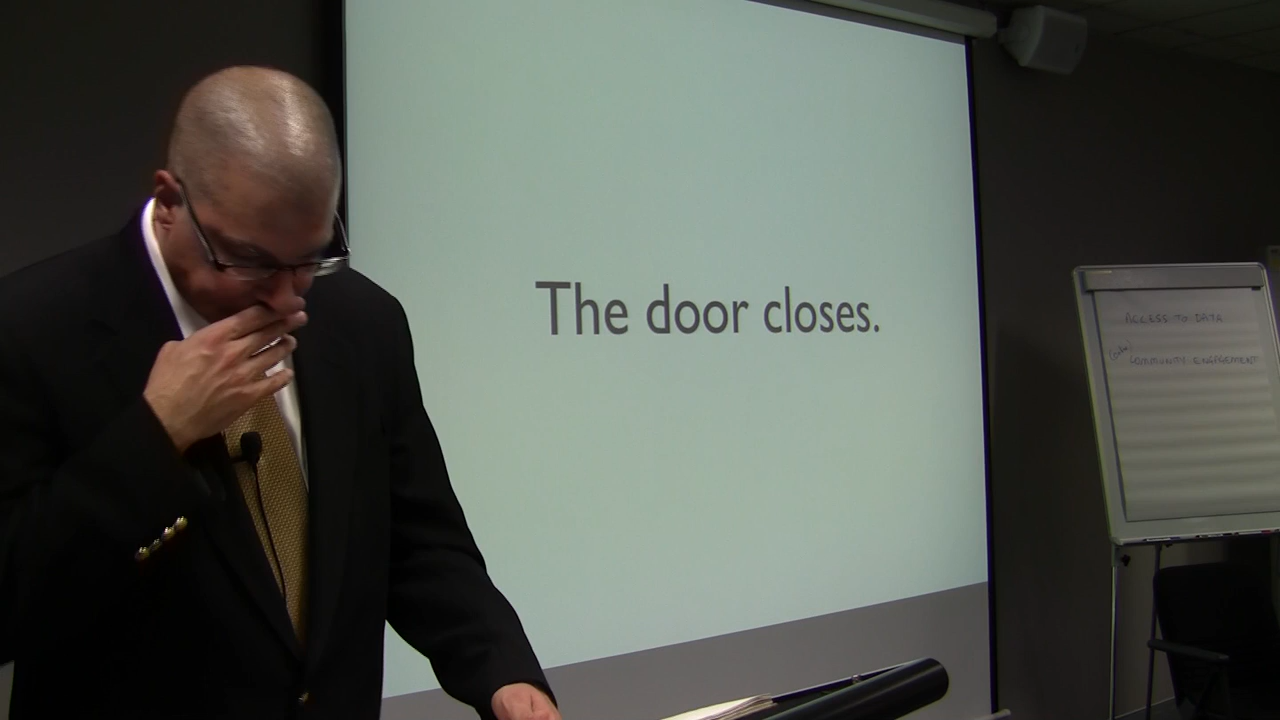 The door closes.
ACCESS TO DATA
COMMUNITY ENGAGEMENT